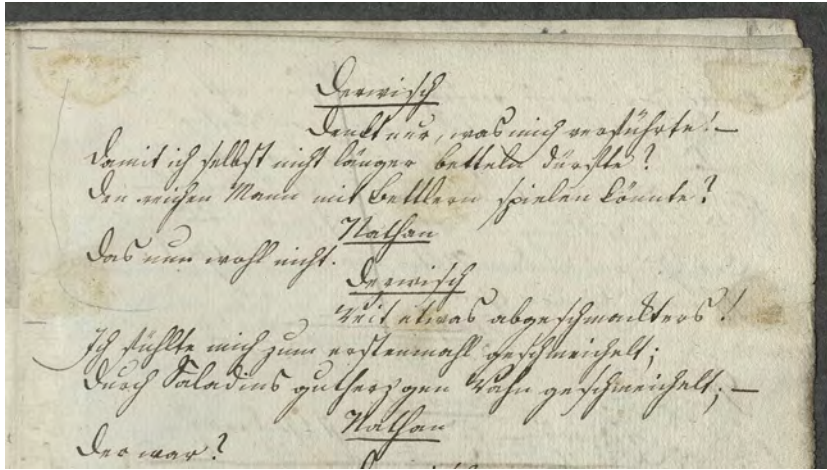 Derwisch
Denkt nur, was mich verführte! —
Damit ich selbst nicht länger betteln dürfte?
Den reichen Mann mit Bettlern spielen könnte?
Nathan
Das nun wohl nicht.
Derwisch
Weit etwas abgeschmackters!
Ich fühlte mich zum erstenmahl geschmeichelt;
Durch Saladins gutherzgen Wahn geschmeichelt; —
Nathan
Der war?